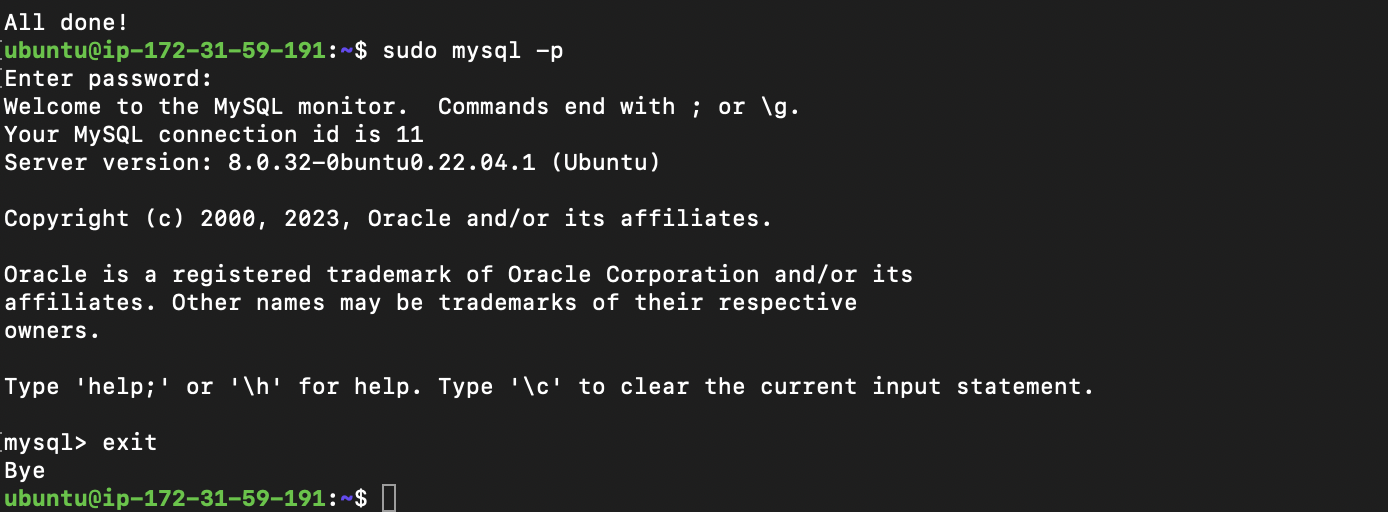 All done!
[ubuntu@ip-172-31-59-191:~$ sudo mysql -p
[Enter password:
Welcome to the MySQL monitor.  Commands end with ; or \g.
Your MySQL connection id is 11
Server version: 8.0.32-0buntu0.22.04.1 (Ubuntu)
Copyright (c) 2000, 2023, Oracle and/or its affiliates.
Oracle is a registered trademark of Oracle Corporation and/or its
affiliates. Other names may be trademarks of their respective
owners.
Type 'help;' or '\h' for help. Type '\c' to clear the current input statement.
[mysql> exit
Bye
ubuntu@ip-172-31-59-191:~$